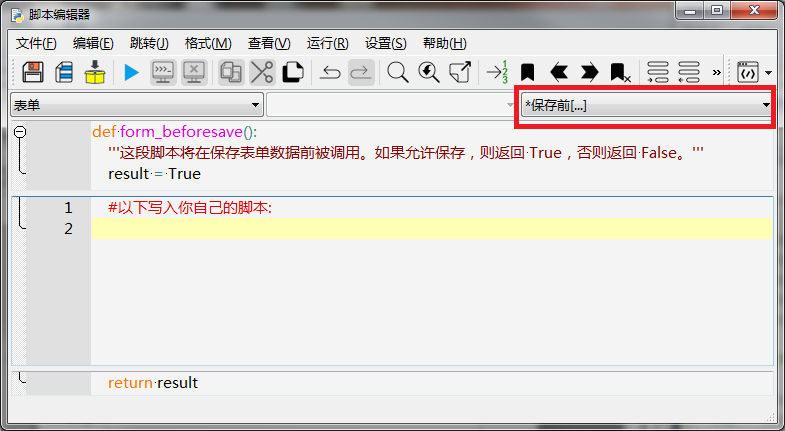 脚本编辑器
文件(F) 编辑(E) 跳转(J) 格式(M) 查看(V) 运行(R) 设置(S) 帮助(H)
表单 *保存前[...]
def form_beforesave():
'''这段脚本将在保存表单数据前被调用。如果允许保存，则返回 True，否则返回 False。'''
result = True
1 #以下写入你自己的脚本:
2
return result